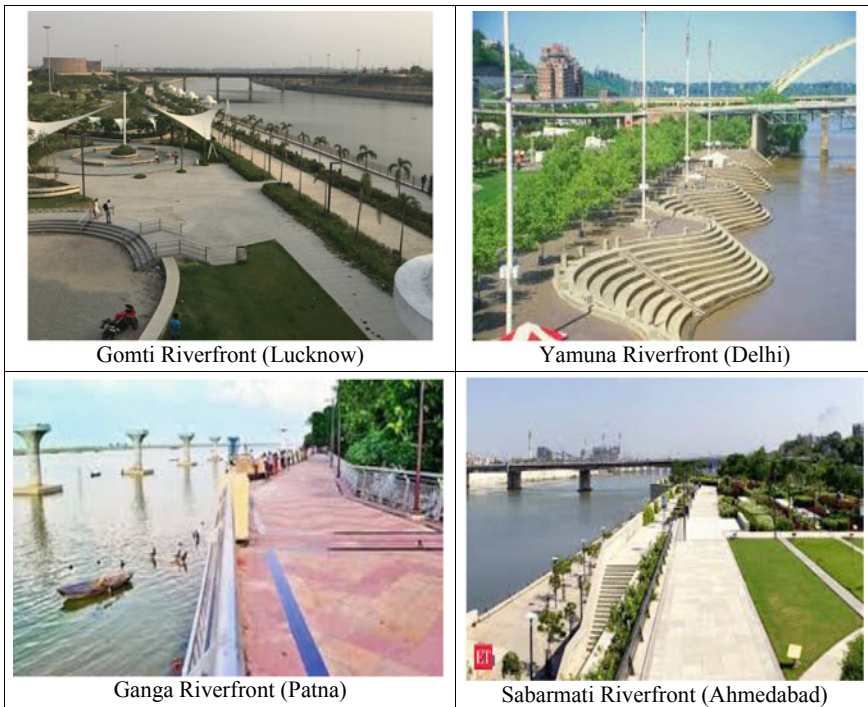 Gomti Riverfront (Lucknow)
Yamuna Riverfront (Delhi)
Ganga Riverfront (Patna)
ET
Sabarmati Riverfront (Ahmedabad)